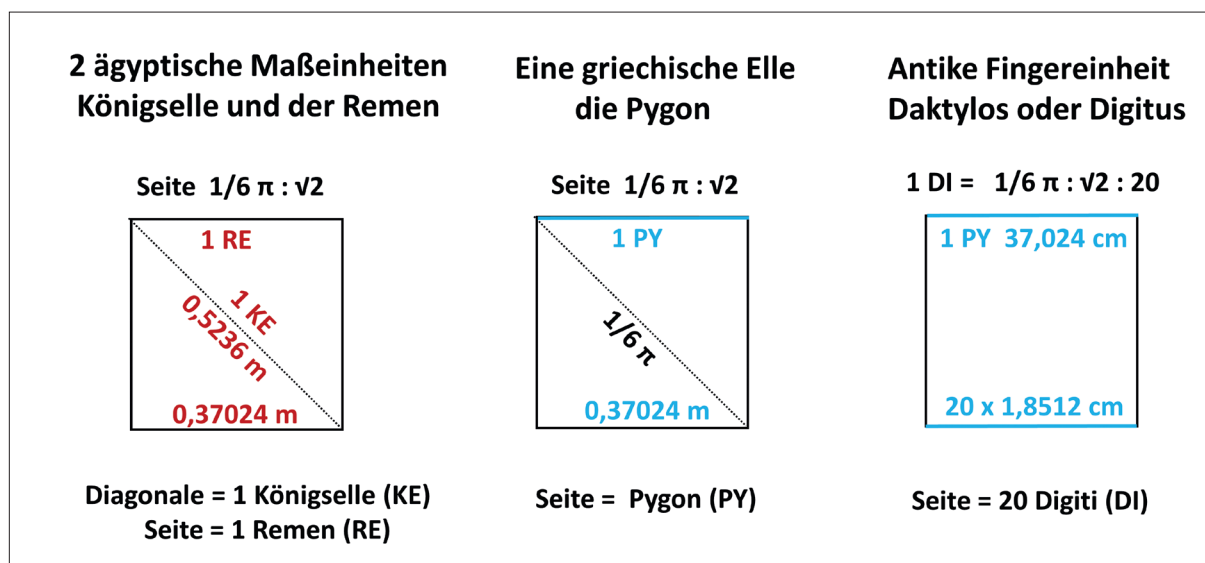 2 ägyptische Maßeinheiten
Königselle und der Remen
Seite 1/6 π : √2
1 RE
1 KE
0,5236 m
0,37024 m
Diagonale = 1 Königselle (KE)
Seite = 1 Remen (RE)
Eine griechische Elle
die Pygon
Seite 1/6 π : √2
1 PY
1/6 π
0,37024 m
Seite = Pygon (PY)
Antike Fingereinheit
Daktylos oder Digitus
1 DI = 1/6 π : √2 : 20
1 PY 37,024 cm
20 x 1,8512 cm
Seite = 20 Digiti (DI)